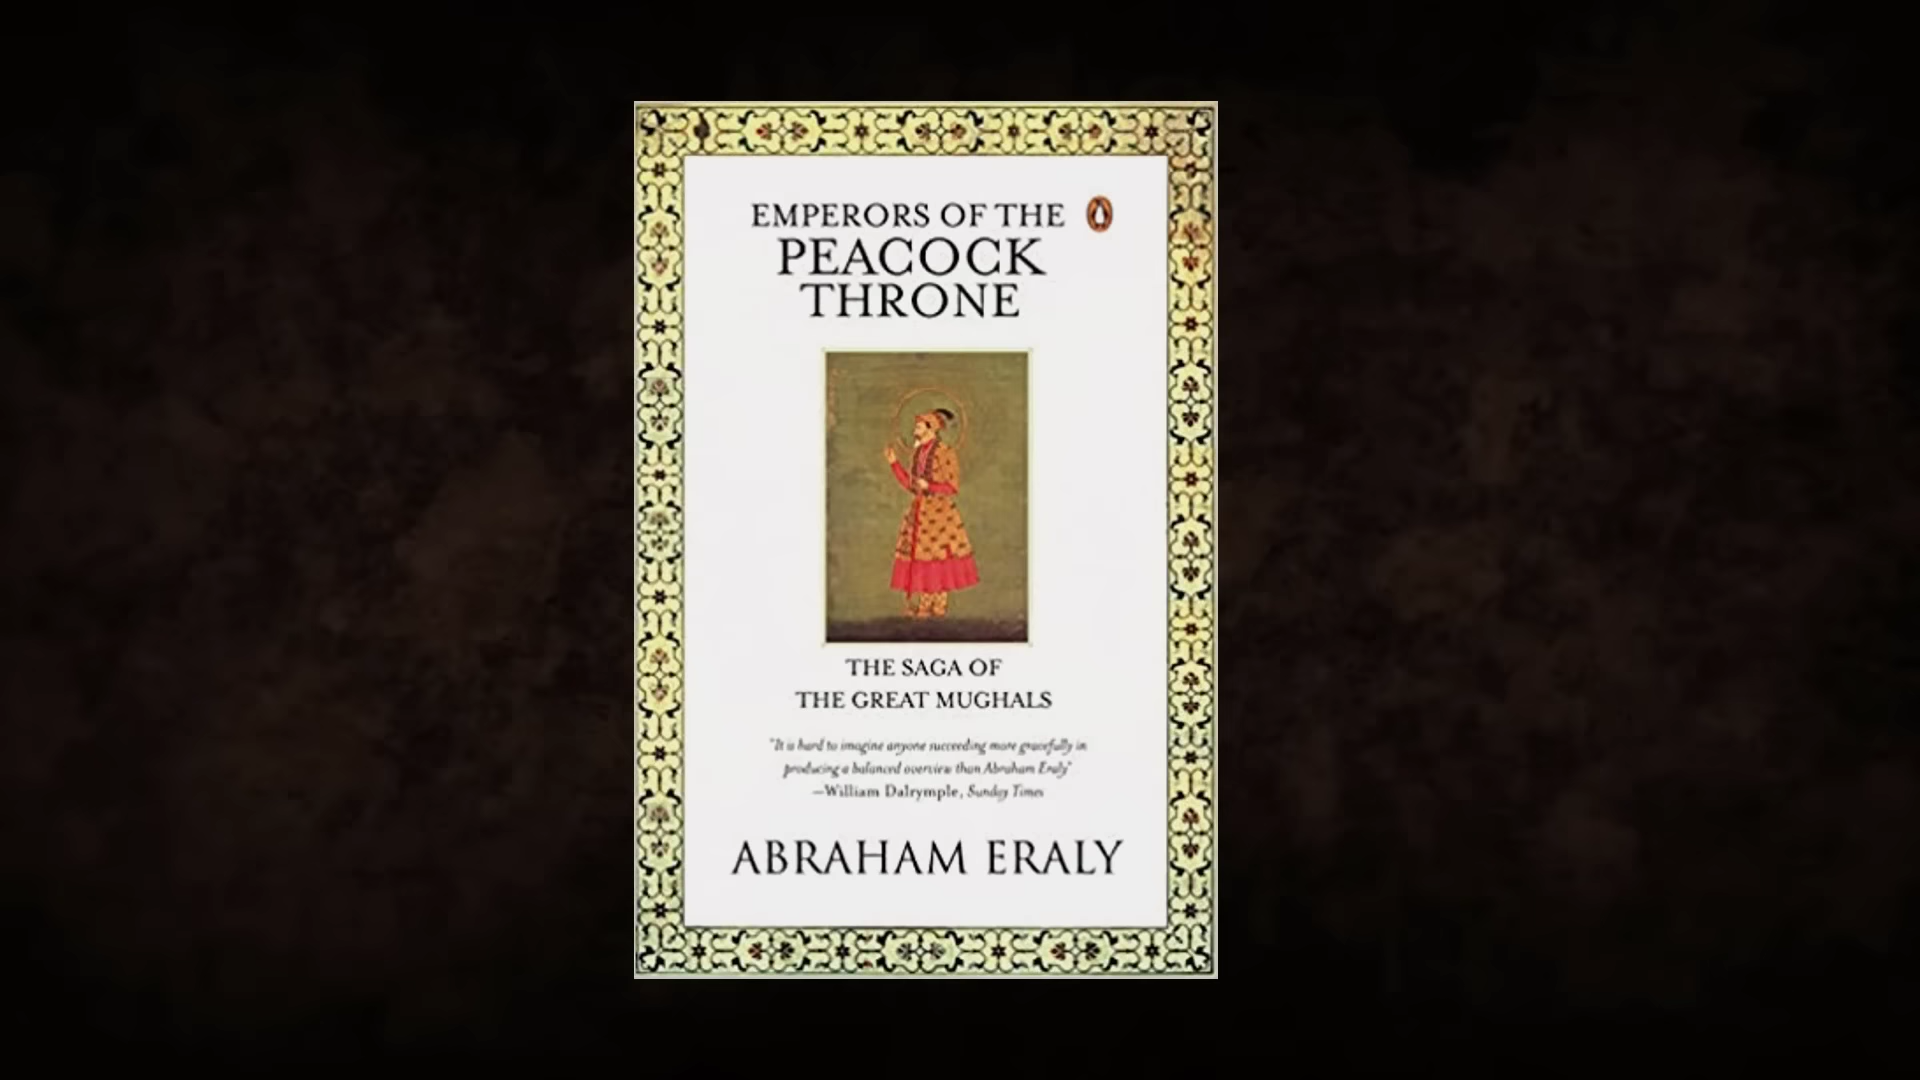 EMPERORS OF THE
PEACOCK
THRONE
THE SAGA OF
THE GREAT MUGHALS
"It is hard to imagine anyone succeeding more gracefully in
producing a balanced overview than Abraham Eraly"
—William Dalrymple, Sunday Times
ABRAHAM ERALY